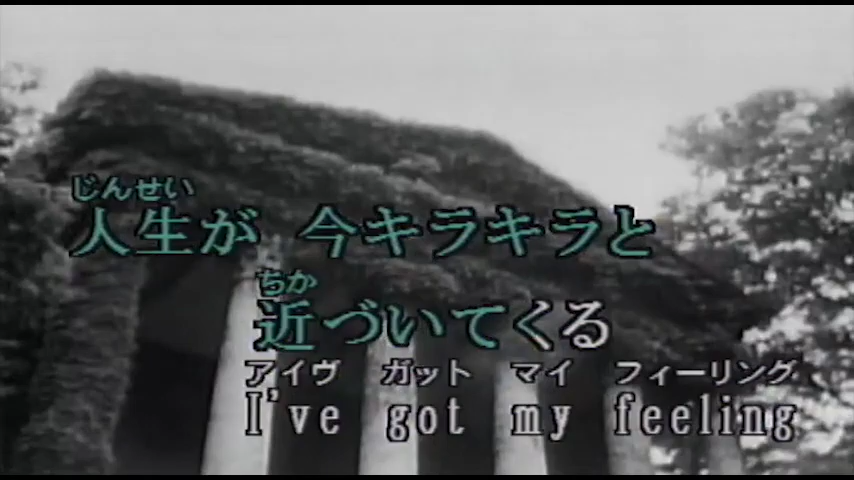 じんせい
人生が 今キラキラと
ちか
近づいてくる
アイヴ ガット マイ フィーリング
I've got my feeling